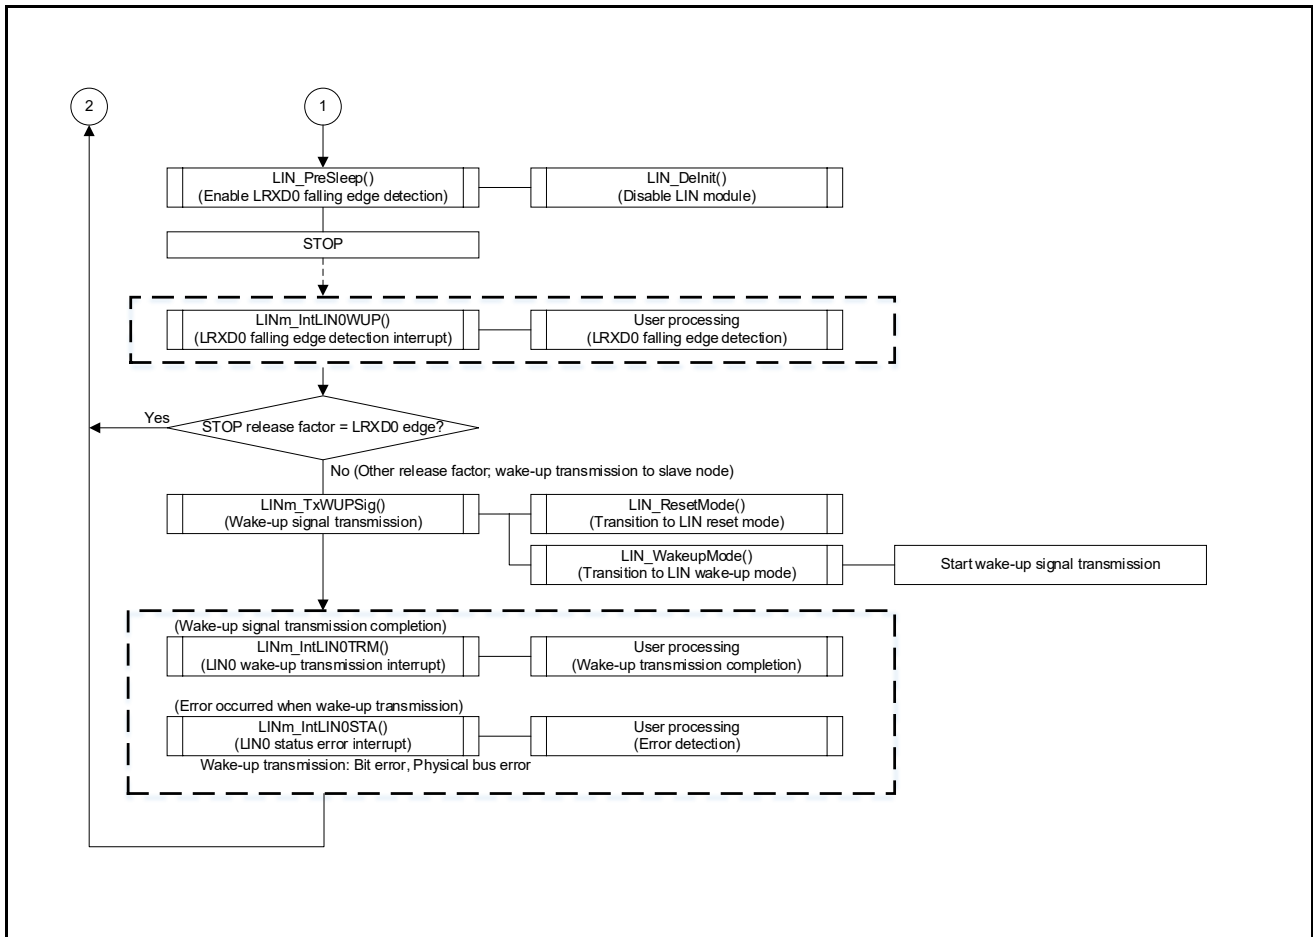 2
1
LIN_PreSleep()
(Enable LRXD0 falling edge detection)
LIN_DeInit()
(Disable LIN module)
STOP
LINm_IntLIN0WUP()
(LRXD0 falling edge detection interrupt)
User processing
(LRXD0 falling edge detection)
Yes
STOP release factor = LRXD0 edge?
No (Other release factor; wake-up transmission to slave node)
LINm_TxWUPSig()
(Wake-up signal transmission)
LIN_ResetMode()
(Transition to LIN reset mode)
LIN_WakeupMode()
(Transition to LIN wake-up mode)
Start wake-up signal transmission
(Wake-up signal transmission completion)
LINm_IntLIN0TRM()
(LIN0 wake-up transmission interrupt)
User processing
(Wake-up transmission completion)
(Error occurred when wake-up transmission)
LINm_IntLIN0STA()
(LIN0 status error interrupt)
User processing
(Error detection)
Wake-up transmission: Bit error, Physical bus error